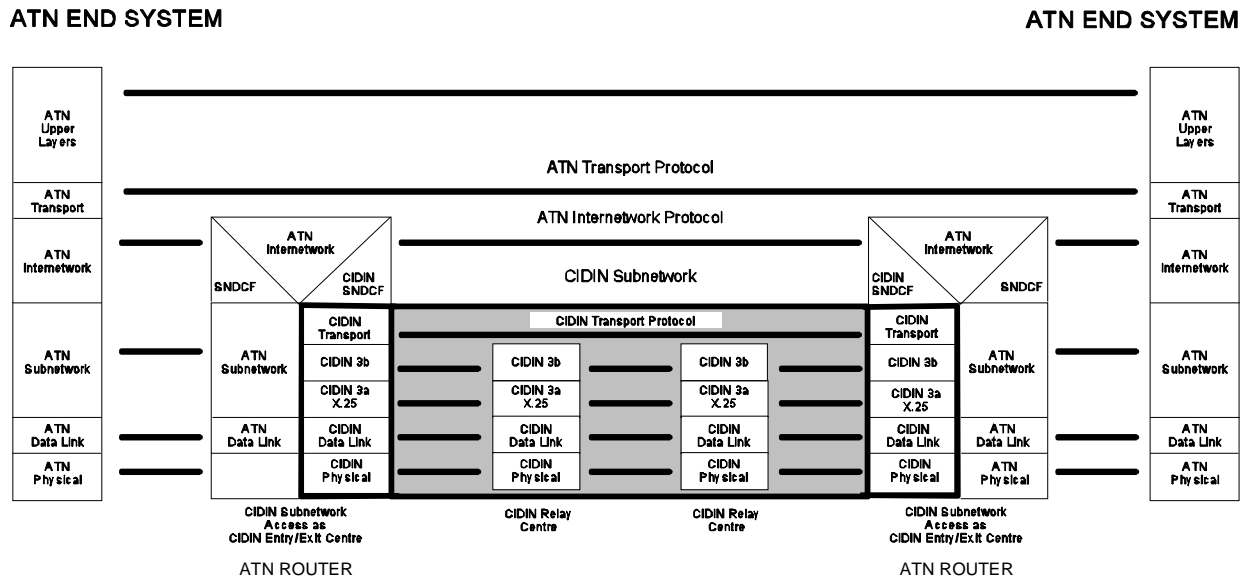 ATN END SYSTEM
ATN END SYSTEM
ATN
Upper
Layers
ATN
Transport
ATN
Internetwork
ATN
Subnetwork
ATN
Data Link
ATN
Physical
ATN Transport Protocol
ATN Internetwork Protocol
CIDIN Subnetwork
ATN
Internetwork
SNDCF
CIDIN
SNDCF
ATN
Subnetwork
ATN
Data Link
CIDIN
Transport
CIDIN 3b
CIDIN 3a
X.25
CIDIN
Data Link
CIDIN
Physical
CIDIN Transport Protocol
CIDIN 3b
CIDIN 3a
X.25
CIDIN
Data Link
CIDIN
Physical
CIDIN 3b
CIDIN 3a
X.25
CIDIN
Data Link
CIDIN
Physical
ATN
Internetwork
CIDIN
SNDCF
SNDCF
CIDIN
Transport
CIDIN 3b
CIDIN 3a
X.25
CIDIN
Data Link
CIDIN
Physical
ATN
Subnetwork
ATN
Data Link
ATN
Physical
ATN
Upper
Layers
ATN
Transport
ATN
Internetwork
ATN
Subnetwork
ATN
Data Link
ATN
Physical
CIDIN Subnetwork
Access as
CIDIN Entry/Exit Centre
CIDIN Relay
Centre
CIDIN Relay
Centre
CIDIN Subnetwork
Access as
CIDIN Entry/Exit Centre
ATN ROUTER
ATN ROUTER